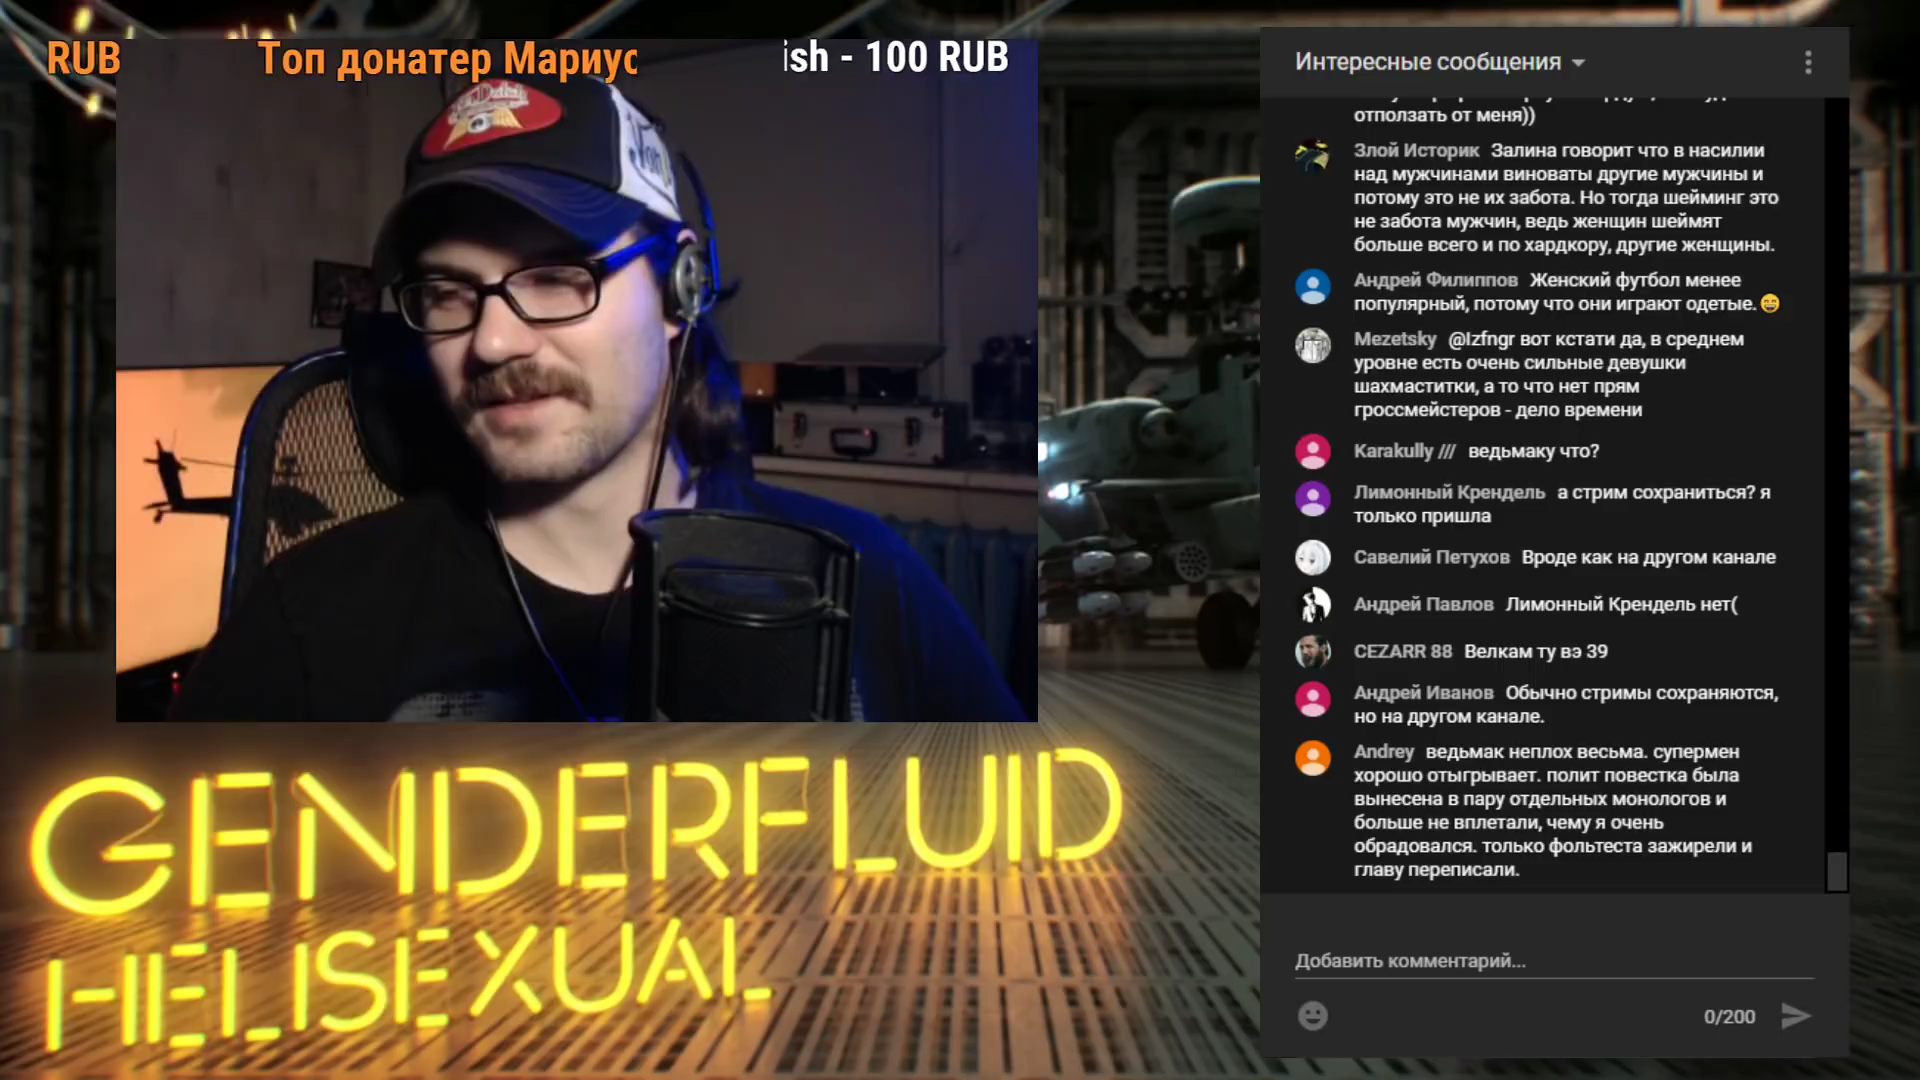 RUB
Топ донатер Мариус
ish - 100 RUB
GENDERFLUID
HELISEXUAL
Интересные сообщения
отползать от меня))
Злой Историк Залина говорит что в насилии
над мужчинами виноваты другие мужчины и
потому это не их забота. Но тогда шейминг это
не забота мужчин, ведь женщин шеймят
больше всего и по хардкору, другие женщины.
Андрей Филиппов Женский футбол менее
популярный, потому что они играют одетые.😄
Mezetsky @Izfngr вот кстати да, в среднем
уровне есть очень сильные девушки
шахмаститки, а то что нет прям
гроссмейстеров - дело времени
Karakully /// ведьмаку что?
Лимонный Крендель а стрим сохраниться? я
только пришла
Савелий Петухов Вроде как на другом канале
Андрей Павлов Лимонный Крендель нет(
CEZARR 88 Велкам ту вэ 39
Андрей Иванов Обычно стримы сохраняются,
но на другом канале.
Andrey ведьмак неплох весьма. супермен
хорошо отыгрывает. полит повестка была
вынесена в пару отдельных монологов и
больше не вплетали, чему я очень
обрадовался. только фольтеста зажирели и
главу переписали.
Добавить комментарий...
0/200